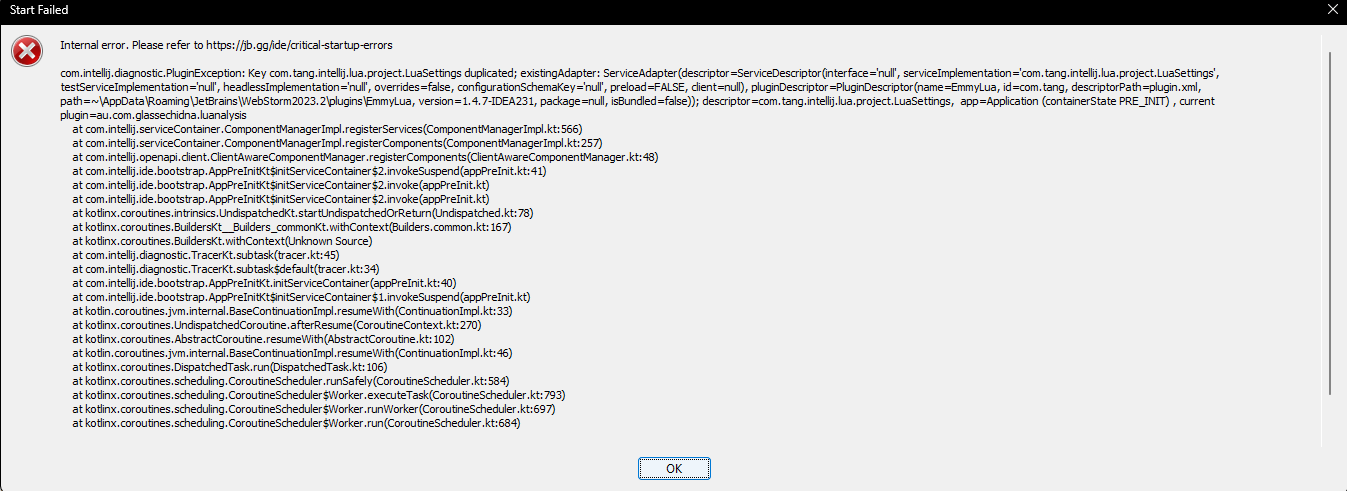 Start Failed
Internal error. Please refer to https://jb.gg/ide/critical-startup-errors
com.intellij.diagnostic.PluginException: Key com.tang.intellij.lua.project.LuaSettings duplicated; existingAdapter: ServiceAdapter(descriptor=ServiceDescriptor(interface='null', serviceImplementation='com.tang.intellij.lua.project.LuaSettings',
testServiceImplementation='null', headlessImplementation='null', overrides=false, configurationSchemaKey='null', preload=FALSE, client=null), pluginDescriptor=PluginDescriptor(name=EmmyLua, id=com.tang, descriptorPath=plugin.xml,
path=~\AppData\Roaming\JetBrains\WebStorm2023.2\plugins\EmmyLua, version=1.4.7-IDEA231, package=null, isBundled=false)); descriptor=com.tang.intellij.lua.project.LuaSettings,  app=Application (containerState PRE_INIT) , current
plugin=au.com.glassechidna.luanalysis
at com.intellij.serviceContainer.ComponentManagerImpl.registerServices(ComponentManagerImpl.kt:566)
at com.intellij.serviceContainer.ComponentManagerImpl.registerComponents(ComponentManagerImpl.kt:257)
at com.intellij.openapi.client.ClientAwareComponentManager.registerComponents(ClientAwareComponentManager.kt:48)
at com.intellij.ide.bootstrap.AppPreInitKt$initServiceContainer$2.invokeSuspend(appPreInit.kt:41)
at com.intellij.ide.bootstrap.AppPreInitKt$initServiceContainer$2.invoke(appPreInit.kt)
at com.intellij.ide.bootstrap.AppPreInitKt$initServiceContainer$2.invoke(appPreInit.kt)
at kotlinx.coroutines.intrinsics.UndispatchedKt.startUndispatchedOrReturn(Undispatched.kt:78)
at kotlinx.coroutines.BuildersKt__Builders_commonKt.withContext(Builders.common.kt:167)
at kotlinx.coroutines.BuildersKt.withContext(Unknown Source)
at com.intellij.diagnostic.TracerKt.subtask(tracer.kt:45)
at com.intellij.diagnostic.TracerKt.subtask$default(tracer.kt:34)
at com.intellij.ide.bootstrap.AppPreInitKt.initServiceContainer(appPreInit.kt:40)
at com.intellij.ide.bootstrap.AppPreInitKt$initServiceContainer$1.invokeSuspend(appPreInit.kt)
at kotlin.coroutines.jvm.internal.BaseContinuationImpl.resumeWith(ContinuationImpl.kt:33)
at kotlinx.coroutines.UndispatchedCoroutine.afterResume(CoroutineContext.kt:270)
at kotlinx.coroutines.AbstractCoroutine.resumeWith(AbstractCoroutine.kt:102)
at kotlin.coroutines.jvm.internal.BaseContinuationImpl.resumeWith(ContinuationImpl.kt:46)
at kotlinx.coroutines.DispatchedTask.run(DispatchedTask.kt:106)
at kotlinx.coroutines.scheduling.CoroutineScheduler.runSafely(CoroutineScheduler.kt:584)
at kotlinx.coroutines.scheduling.CoroutineScheduler$Worker.executeTask(CoroutineScheduler.kt:793)
at kotlinx.coroutines.scheduling.CoroutineScheduler$Worker.runWorker(CoroutineScheduler.kt:697)
at kotlinx.coroutines.scheduling.CoroutineScheduler$Worker.run(CoroutineScheduler.kt:684)
OK